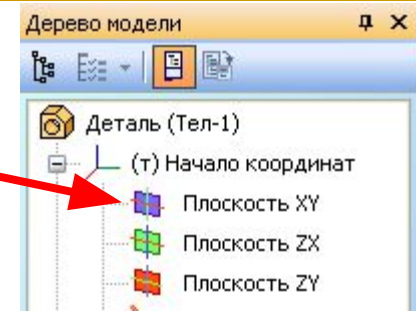 Дерево модели
Деталь (Тел-1)
(т) Начало координат
Плоскость XY
Плоскость ZX
Плоскость ZY